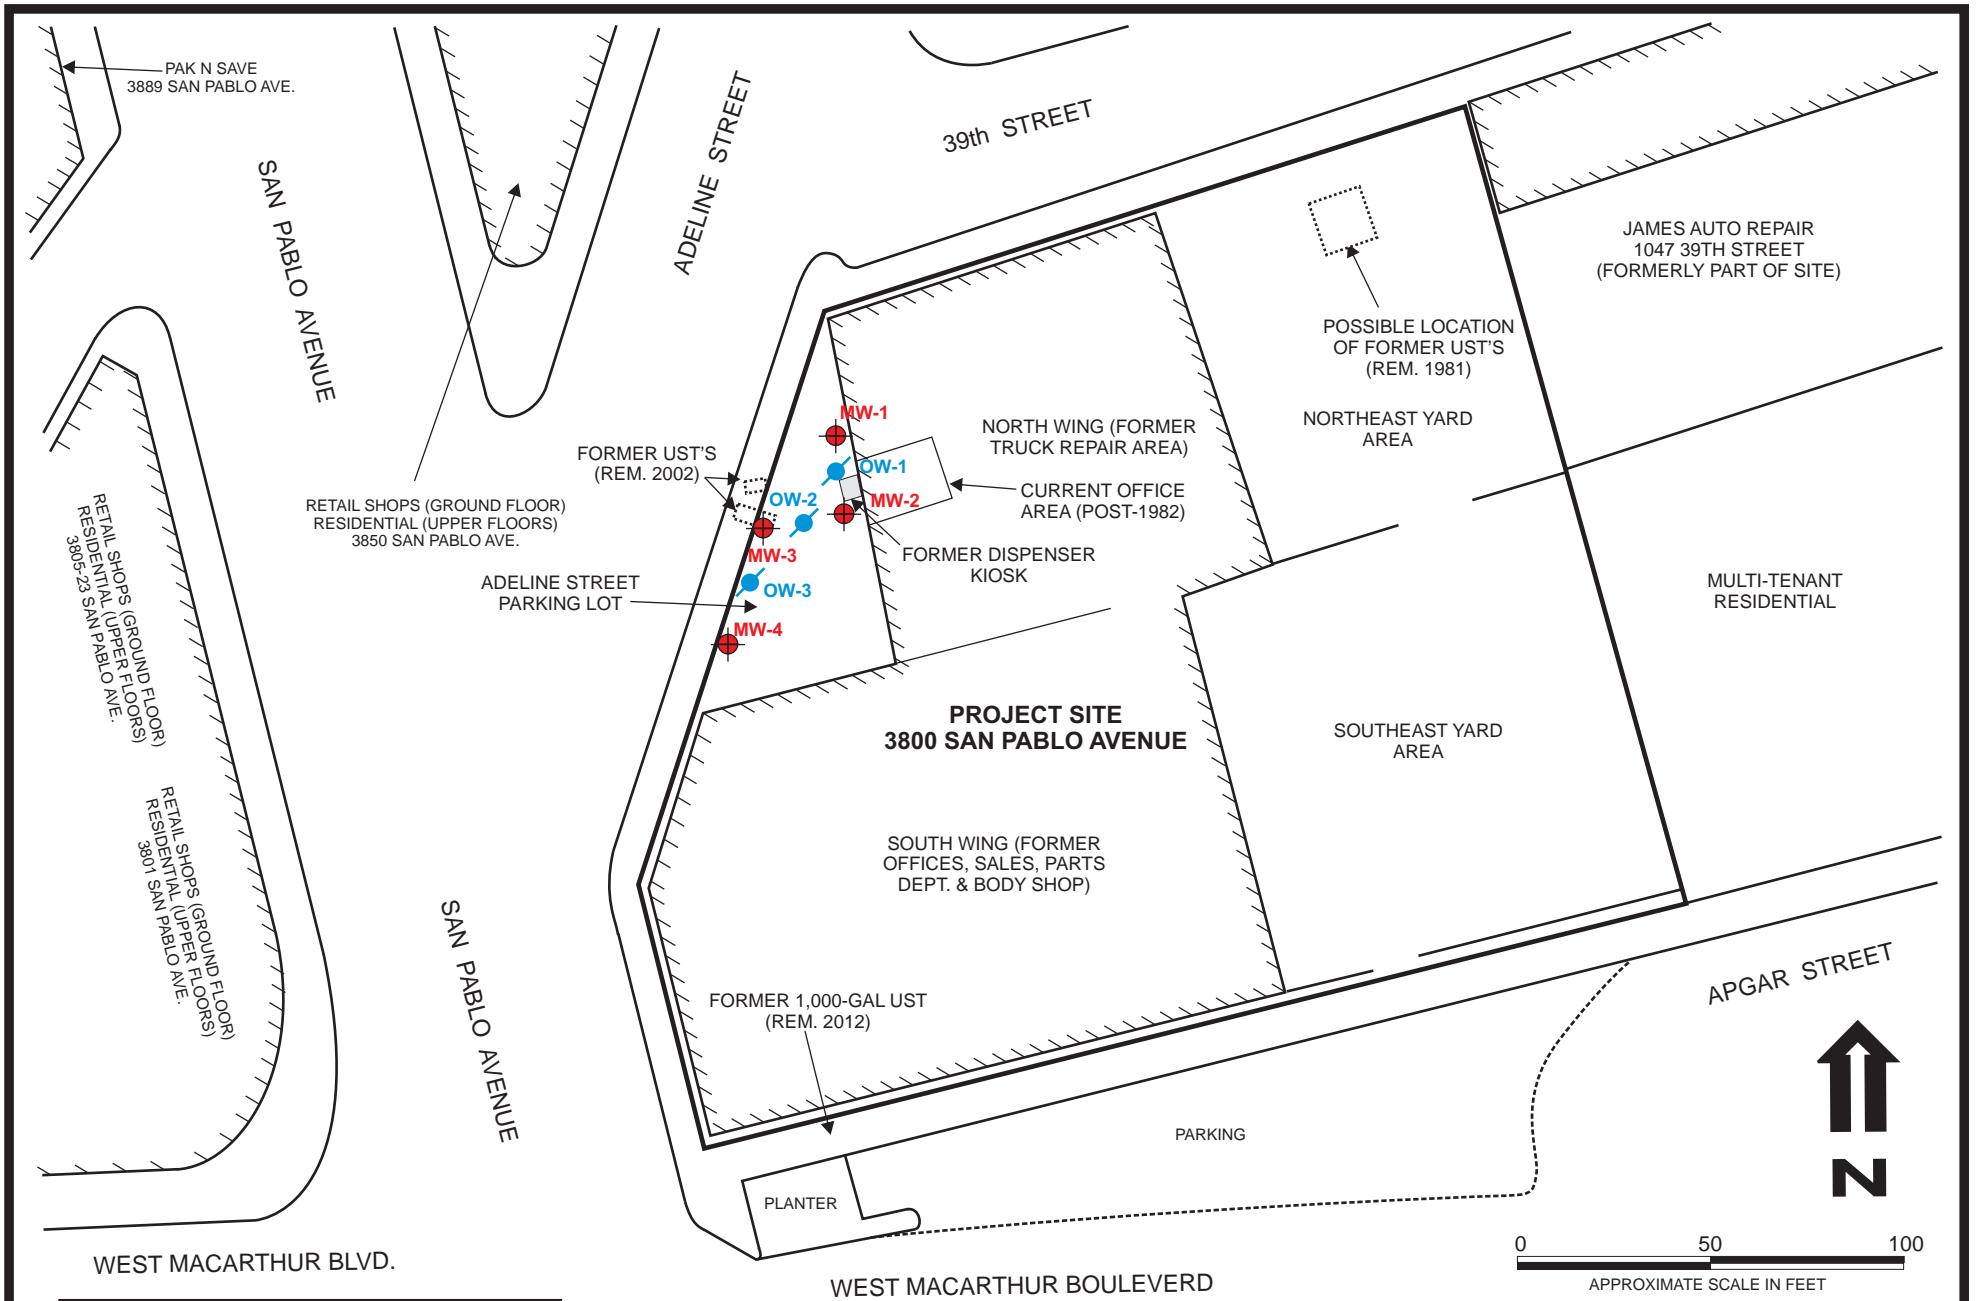 PAK N SAVE
3889 SAN PABLO AVE.
SAN PABLO AVENUE
ADELINE STREET
39th STREET
JAMES AUTO REPAIR
1047 39TH STREET
(FORMERLY PART OF SITE)
POSSIBLE LOCATION
OF FORMER UST'S
(REM. 1981)
NORTHEAST YARD
AREA
MW-1
NORTH WING (FORMER
TRUCK REPAIR AREA)
FORMER UST'S
(REM. 2002)
OW-1
OW-2
MW-2
CURRENT OFFICE
AREA (POST-1982)
RETAIL SHOPS (GROUND FLOOR)
RESIDENTIAL (UPPER FLOORS)
3850 SAN PABLO AVE.
MW-3
FORMER DISPENSER
KIOSK
ADELINE STREET
PARKING LOT
OW-3
MW-4
MULTI-TENANT
RESIDENTIAL
RETAIL SHOPS (GROUND FLOOR)
RESIDENTIAL (UPPER FLOORS)
3805-23 SAN PABLO AVE.
PROJECT SITE
3800 SAN PABLO AVENUE
SOUTHEAST YARD
AREA
RETAIL SHOPS (GROUND FLOOR)
RESIDENTIAL (UPPER FLOORS)
3801 SAN PABLO AVE.
SOUTH WING (FORMER
OFFICES, SALES, PARTS
DEPT. & BODY SHOP)
SAN PABLO AVENUE
FORMER 1,000-GAL UST
(REM. 2012)
APGAR STREET
PARKING
PLANTER
N
WEST MACARTHUR BLVD.
WEST MACARTHUR BOULEVERD
0 50 100
APPROXIMATE SCALE IN FEET